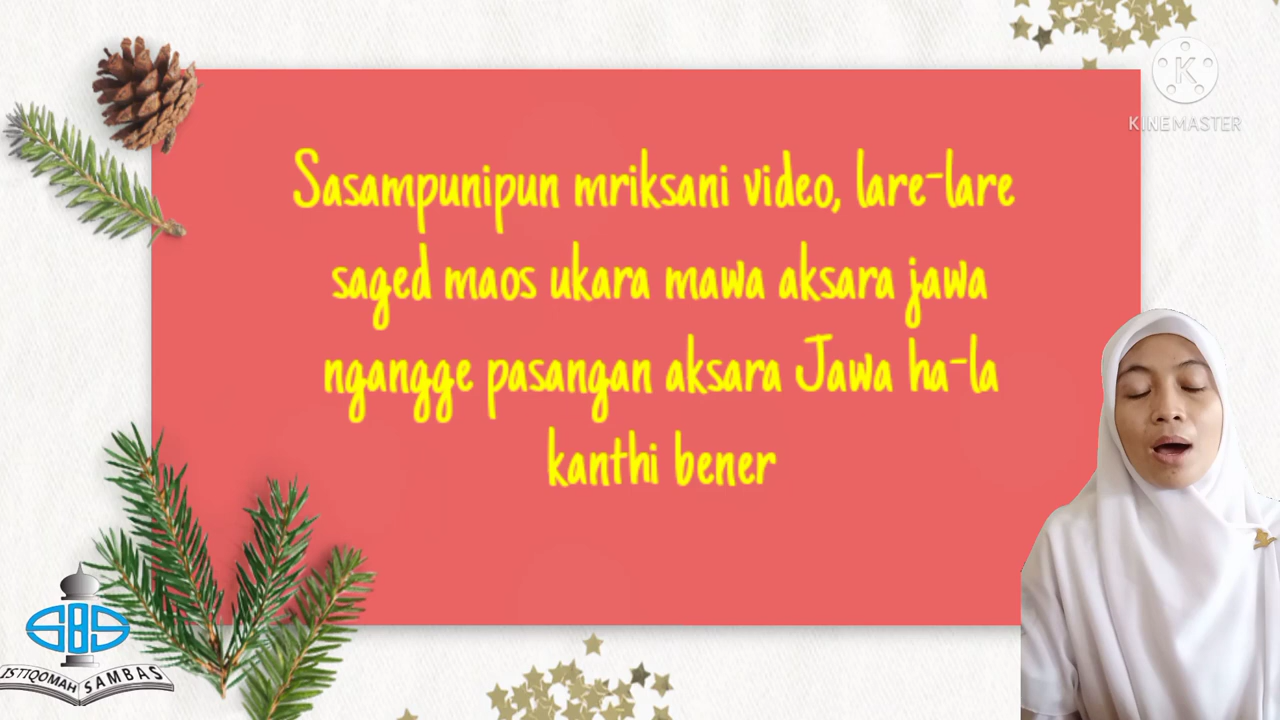 KINEMASTER
Sasampunipun mriksani video, lare-lare
saged maos ukara mawa aksara jawa
ngangge pasangan aksara Jawa ha-la
kanthi bener
SBS
ISTIQOMAH SAMBAS